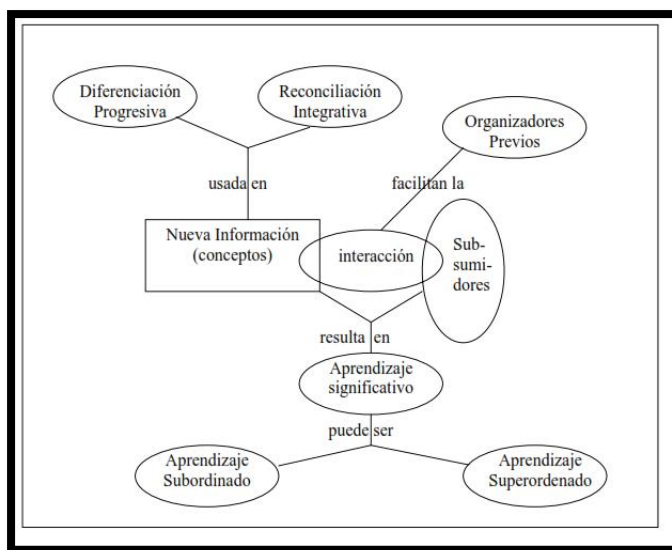 Diferenciación
Progresiva
Reconciliación
Integrativa
Organizadores
Previos
usada en
facilitan la
Nueva Información
(conceptos)
interacción
Sub-
sumi-
dores
resulta en
Aprendizaje
significativo
puede ser
Aprendizaje
Subordinado
Aprendizaje
Superordenado